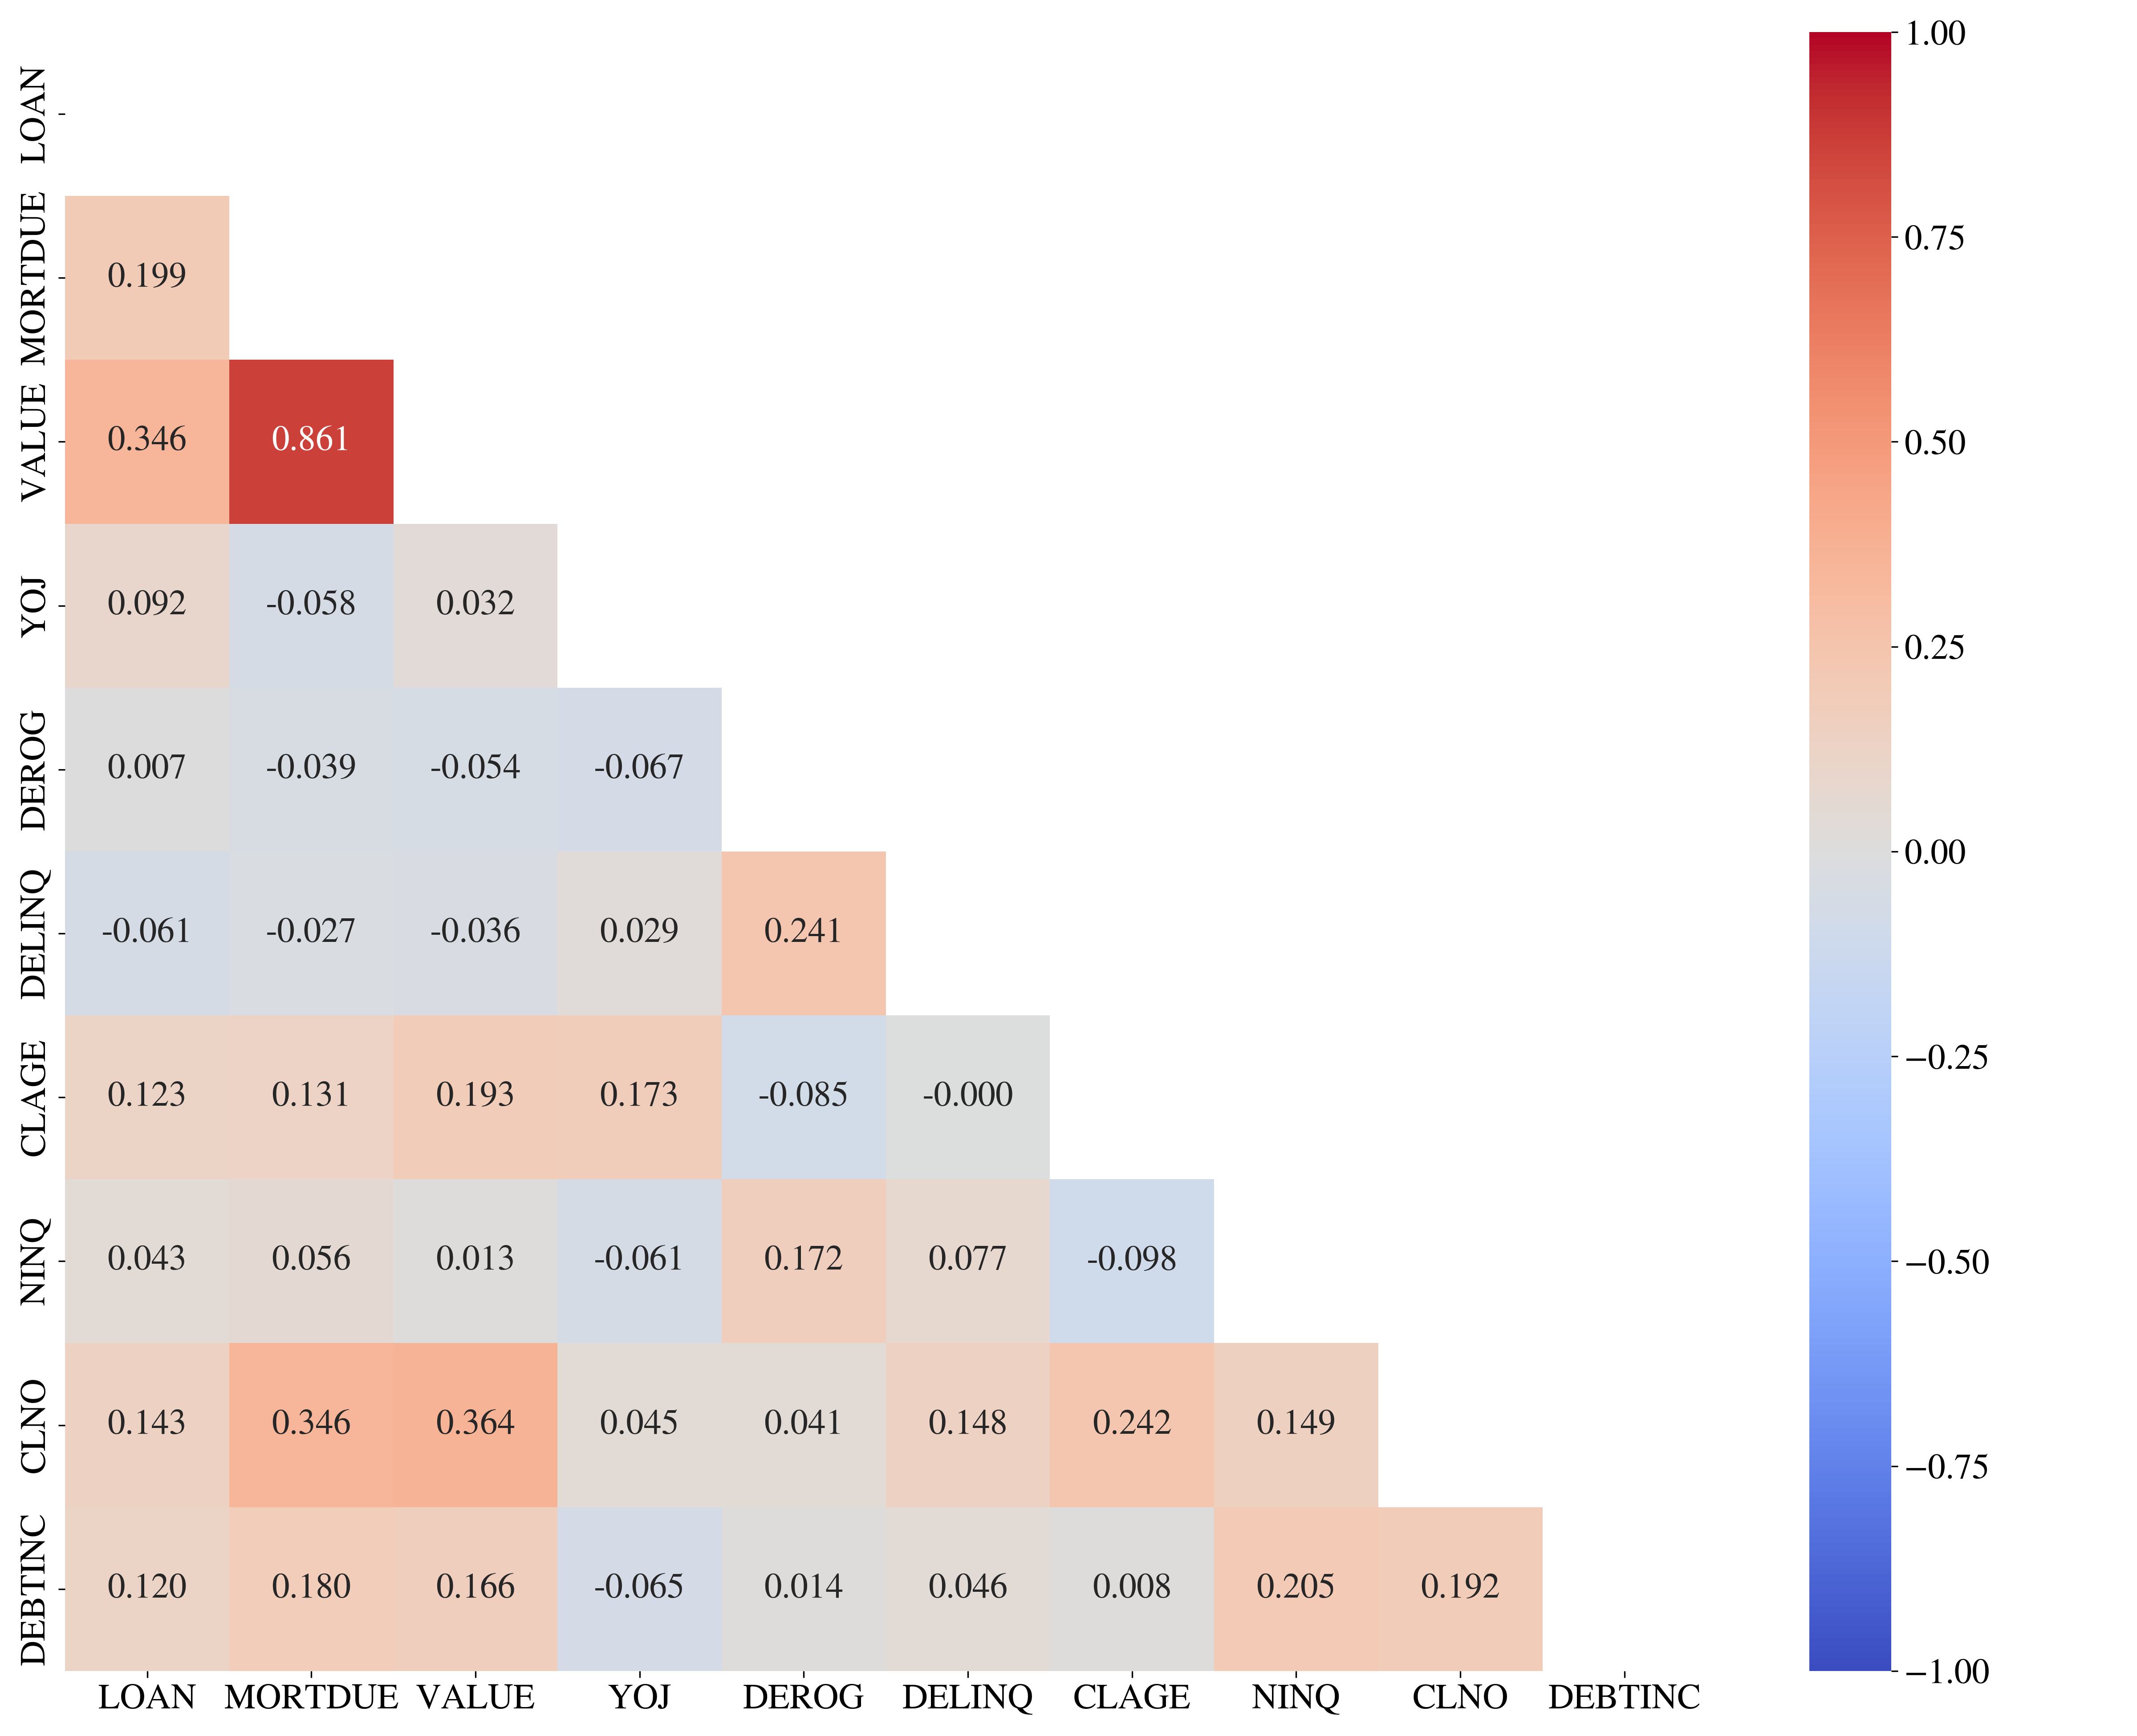 LOAN
MORTDUE 0.199
VALUE 0.346 0.861
YOJ 0.092 -0.058 0.032
DEROG 0.007 -0.039 -0.054 -0.067
DELINQ -0.061 -0.027 -0.036 0.029 0.241
CLAGE 0.123 0.131 0.193 0.173 -0.085 -0.000
NINQ 0.043 0.056 0.013 -0.061 0.172 0.077 -0.098
CLNO 0.143 0.346 0.364 0.045 0.041 0.148 0.242 0.149
DEBTINC 0.120 0.180 0.166 -0.065 0.014 0.046 0.008 0.205 0.192
LOAN MORTDUE VALUE YOJ DEROG DELINQ CLAGE NINQ CLNO DEBTINC
1.00
0.75
0.50
0.25
0.00
−0.25
−0.50
−0.75
−1.00